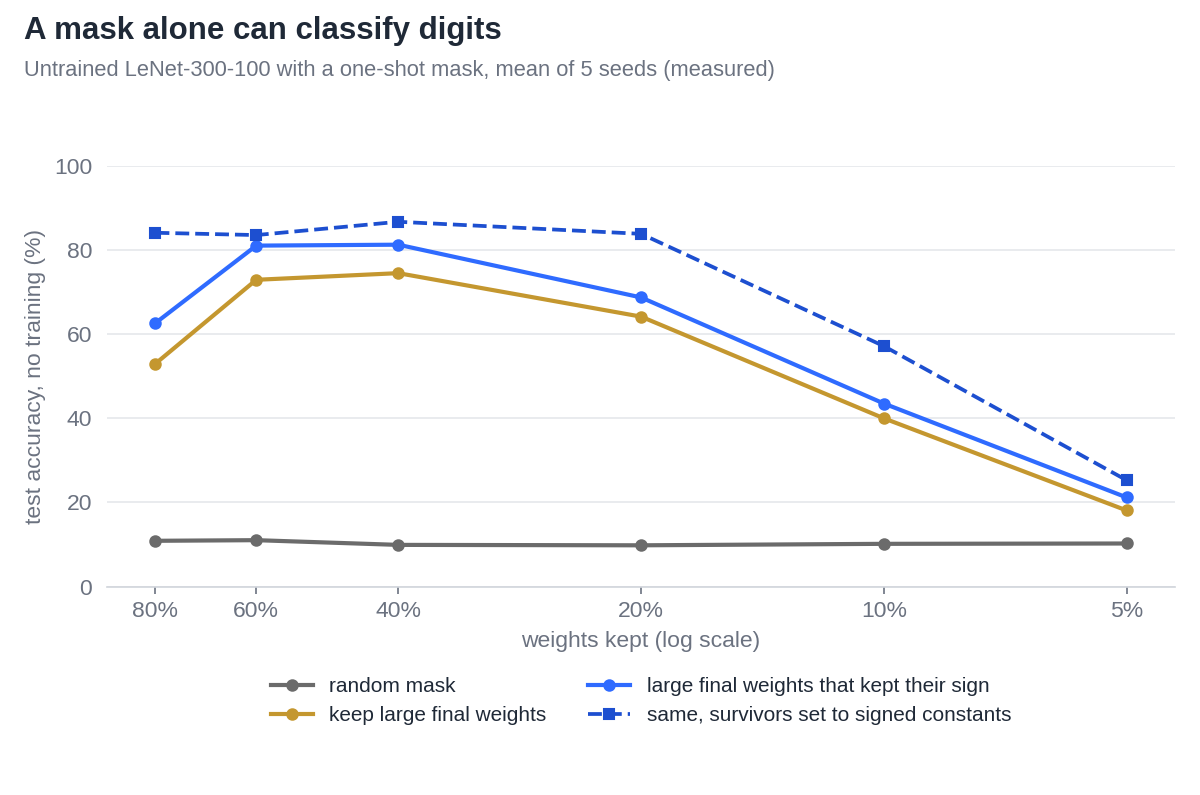 A mask alone can classify digits
Untrained LeNet-300-100 with a one-shot mask, mean of 5 seeds (measured)
test accuracy, no training (%)
100
80
60
40
20
0
80% 60% 40% 20% 10% 5%
weights kept (log scale)
random mask
keep large final weights
large final weights that kept their sign
same, survivors set to signed constants